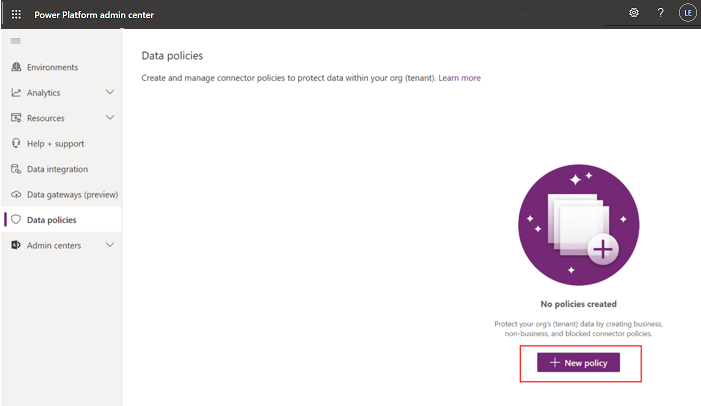 Power Platform admin center
? LE
Environments
Analytics
Resources
Help + support
Data integration
Data gateways (preview)
Data policies
Admin centers
Data policies
Create and manage connector policies to protect data within your org (tenant). Learn more
No policies created
Protect your org's (tenant) data by creating business,
non-business, and blocked connector policies.
+ New policy